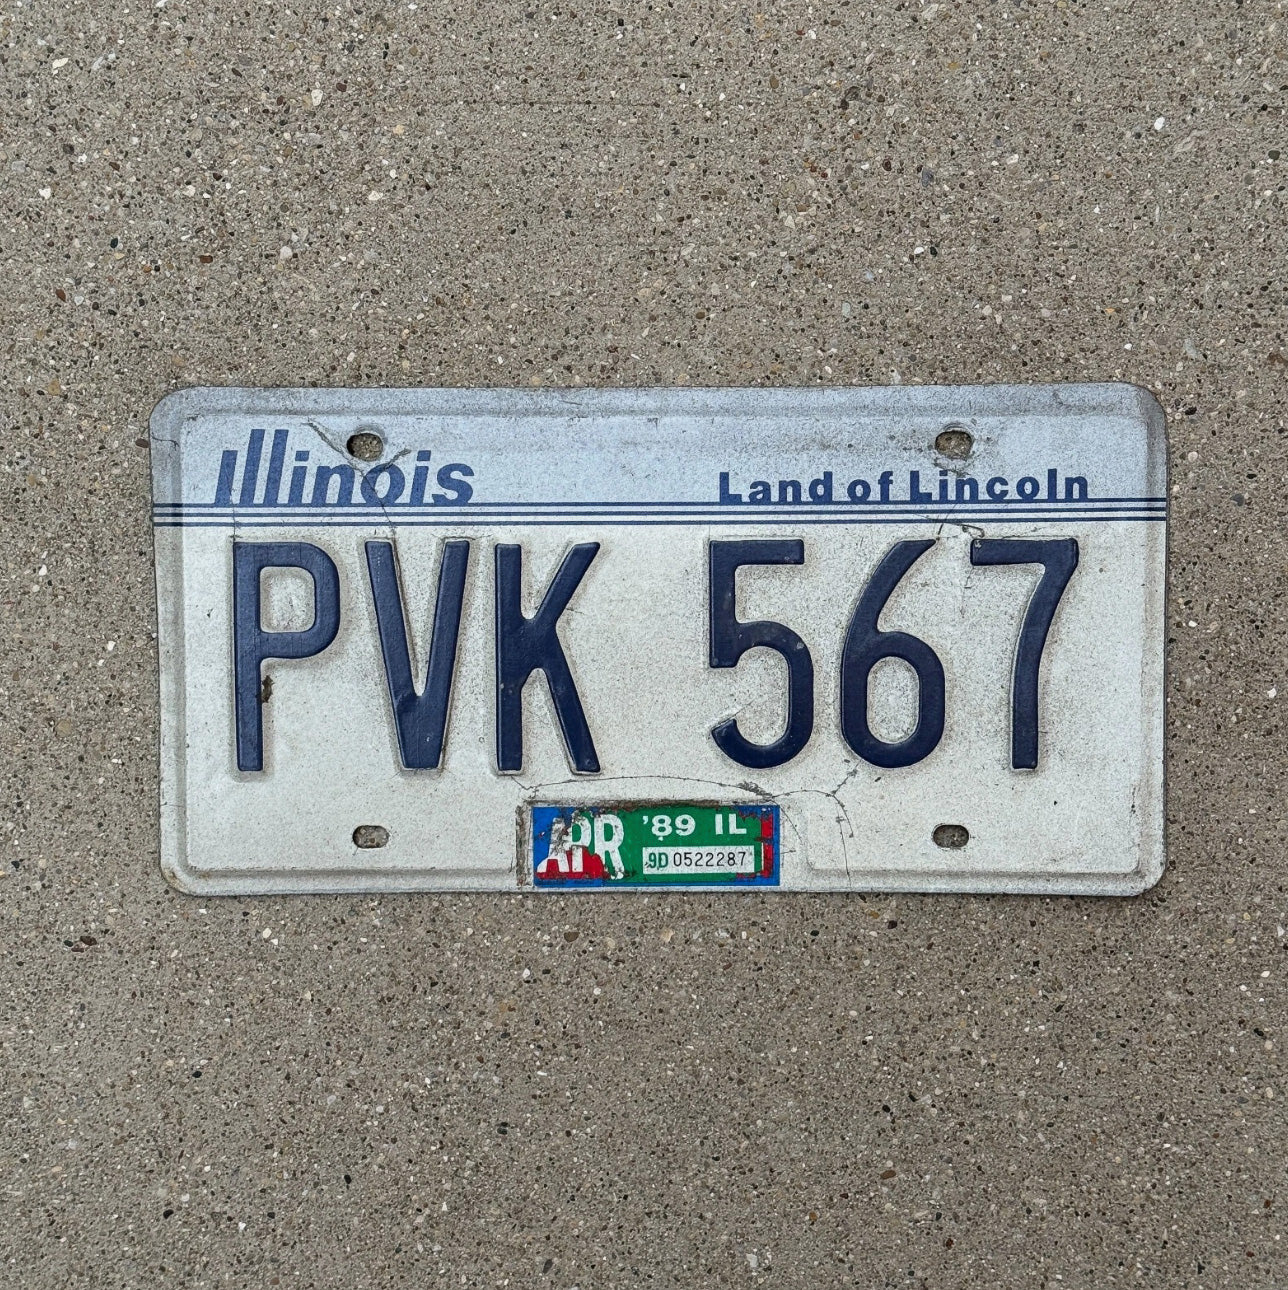 Illinois Land of Lincoln
PVK 567
APR '89 IL
9D 0522287